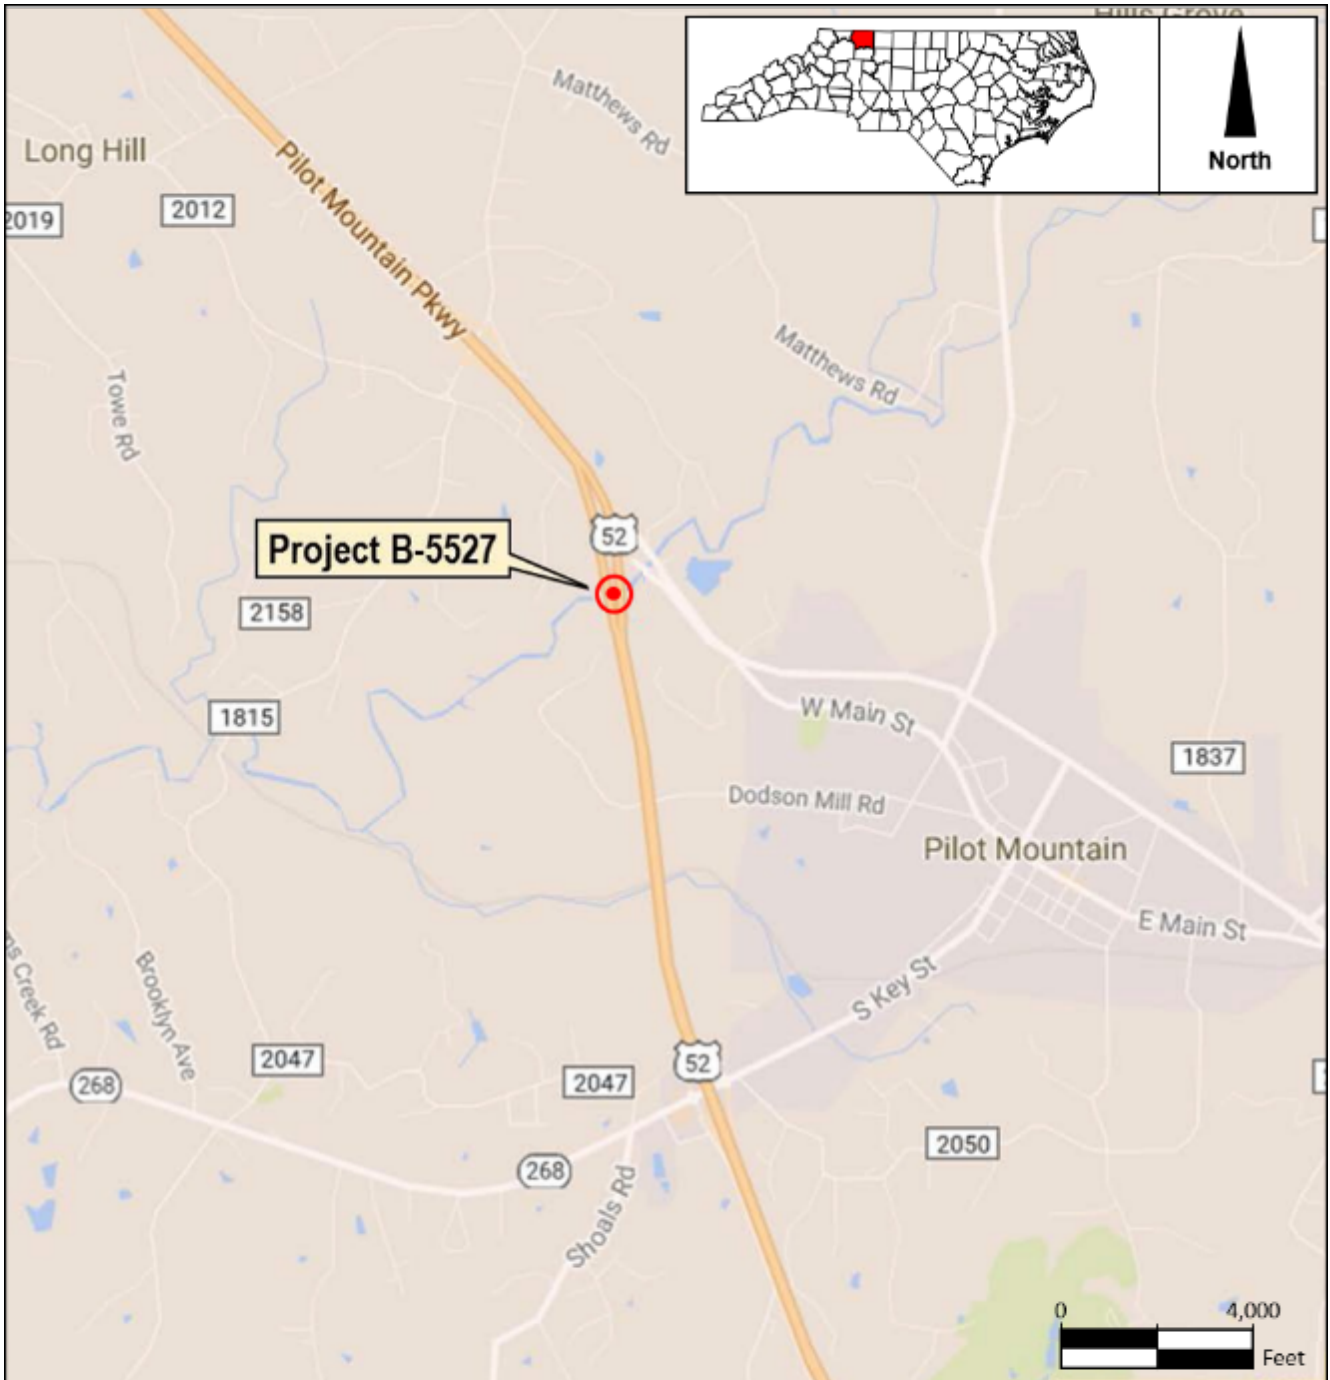 Hills Grove
North
Matthews Rd
Long Hill
Pilot Mountain Pkwy
2019
2012
Matthews Rd
Towe Rd
52
Project B-5527
2158
1815
W Main St
1837
Dodson Mill Rd
Pilot Mountain
E Main St
S Key St
Creek Rd
Brooklyn Ave
2047
52
268
2047
2050
268
Shoals Rd
0
4,000
Feet